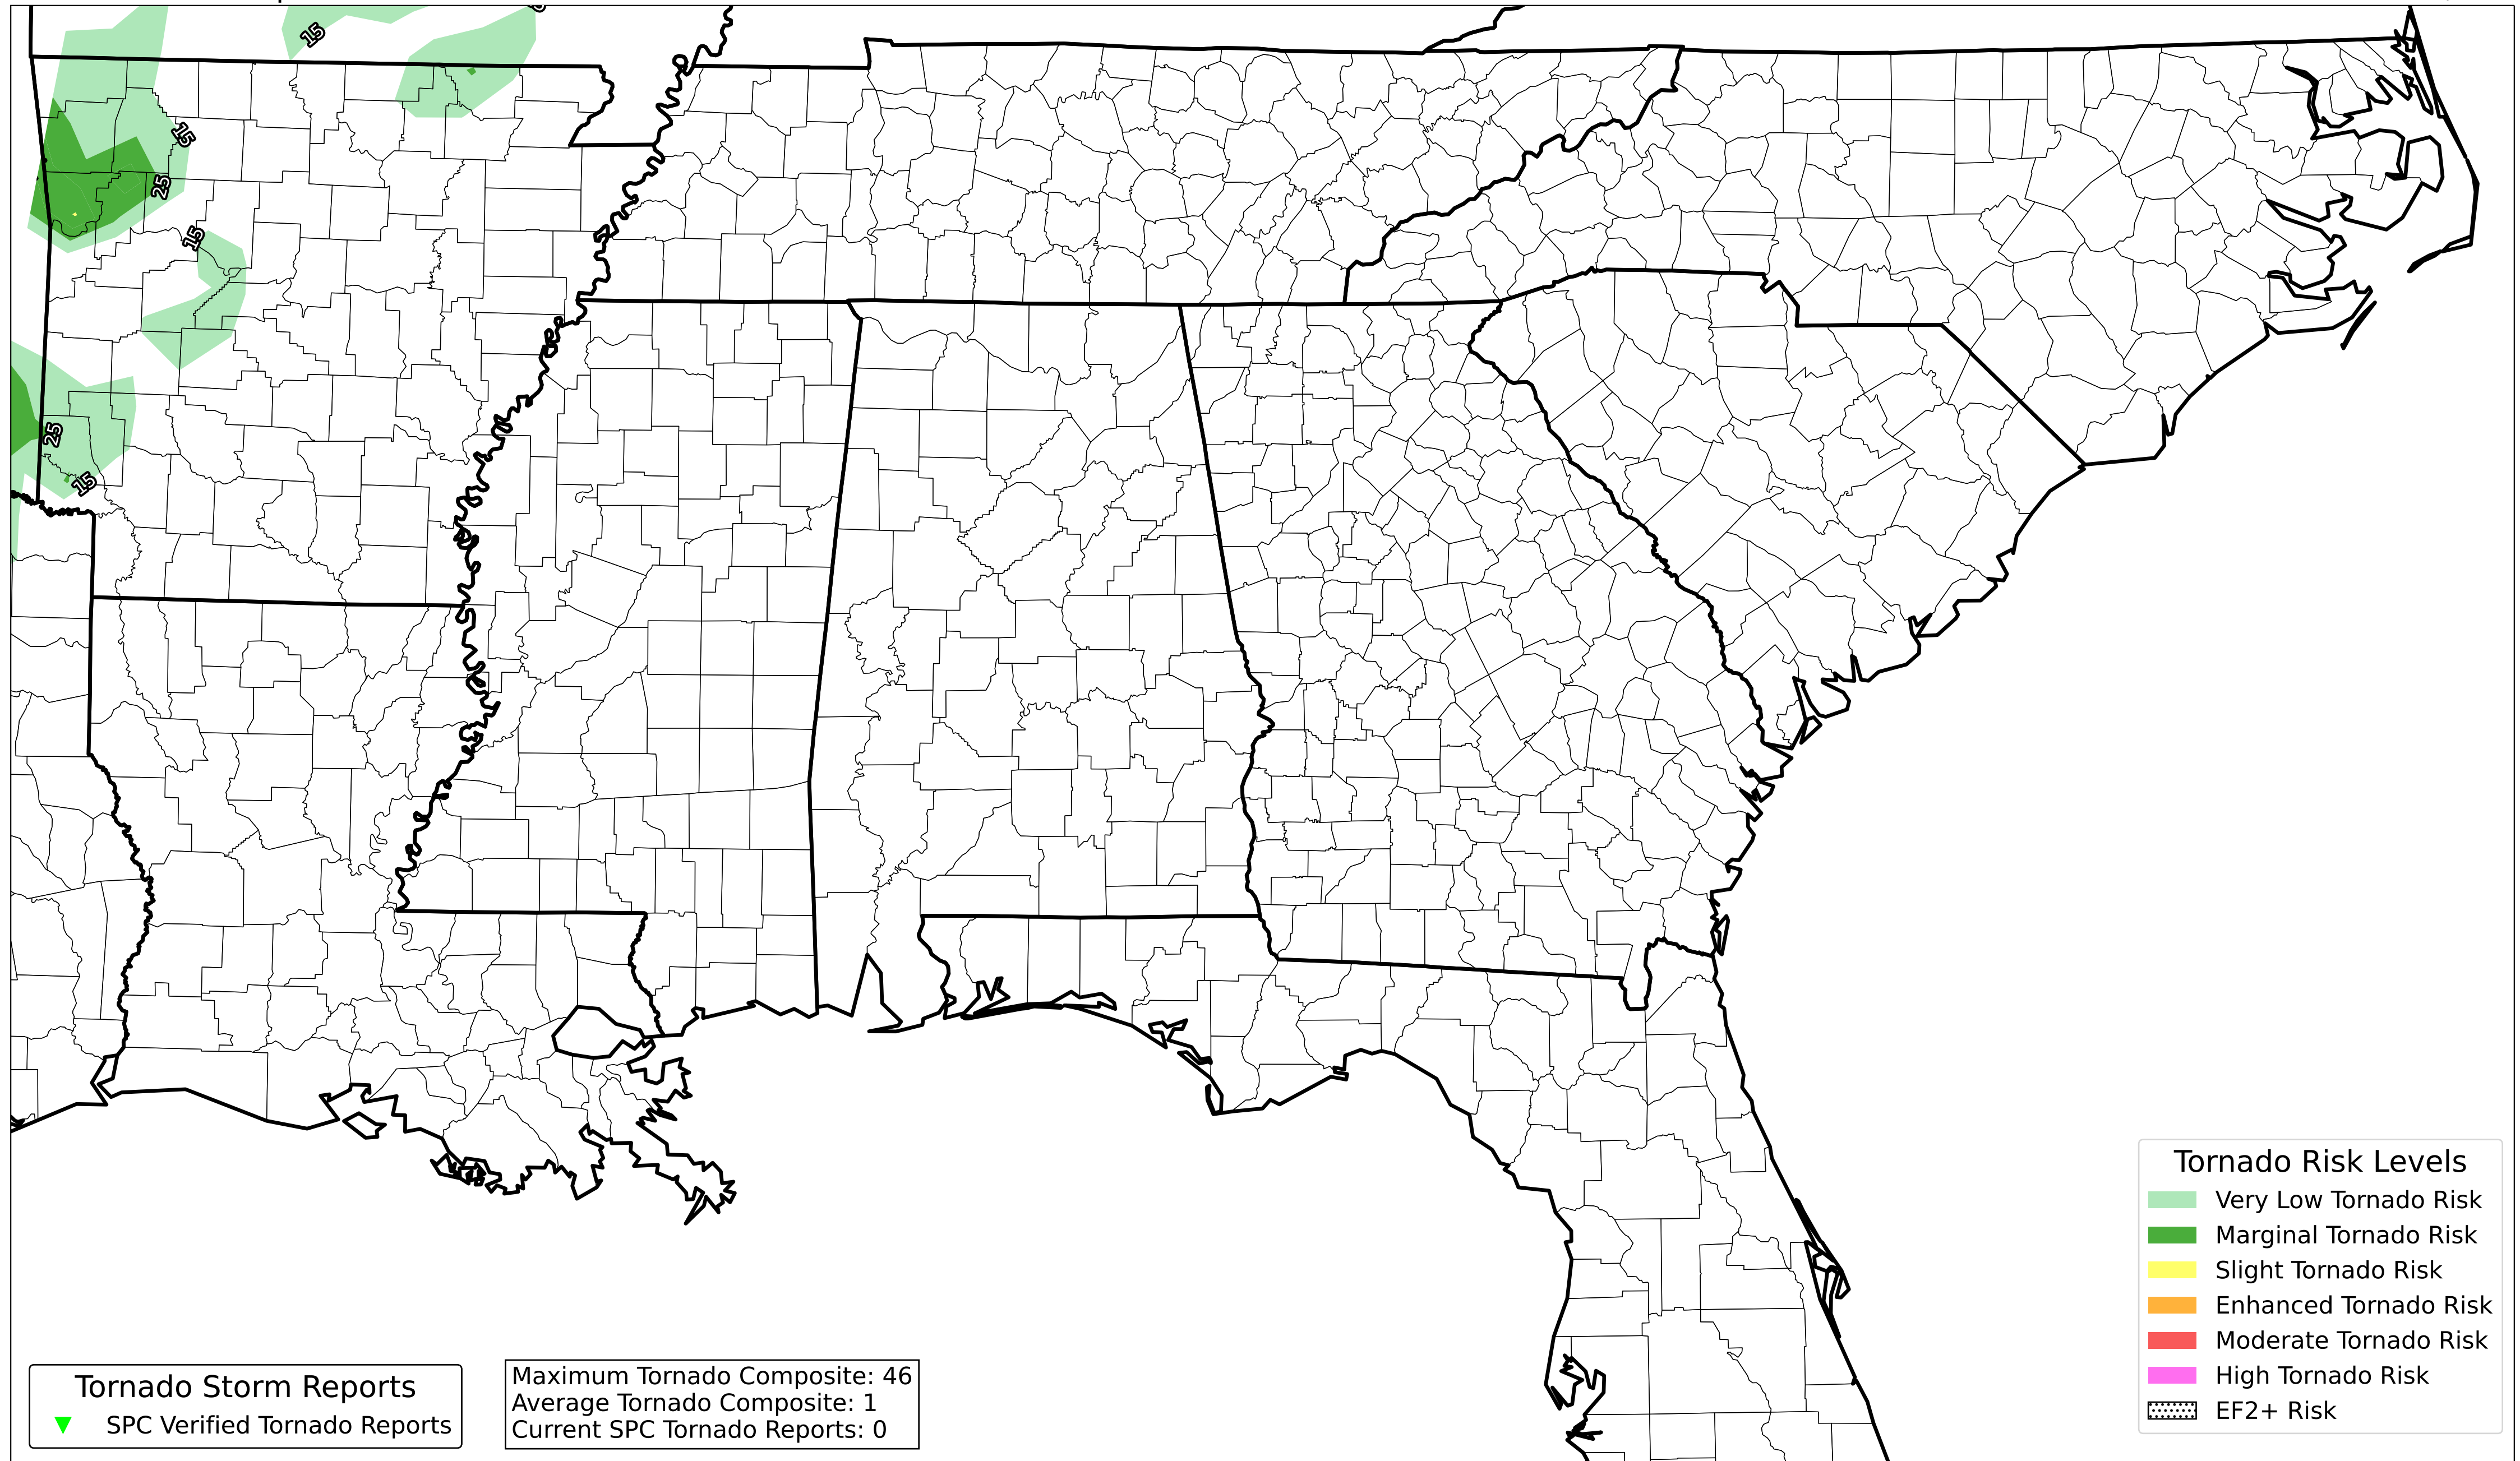 15
15
25
15
25
15
Tornado Risk Levels
Very Low Tornado Risk
Marginal Tornado Risk
Slight Tornado Risk
Enhanced Tornado Risk
Moderate Tornado Risk
High Tornado Risk
EF2+ Risk
Tornado Storm Reports
SPC Verified Tornado Reports
Maximum Tornado Composite: 46
Average Tornado Composite: 1
Current SPC Tornado Reports: 0